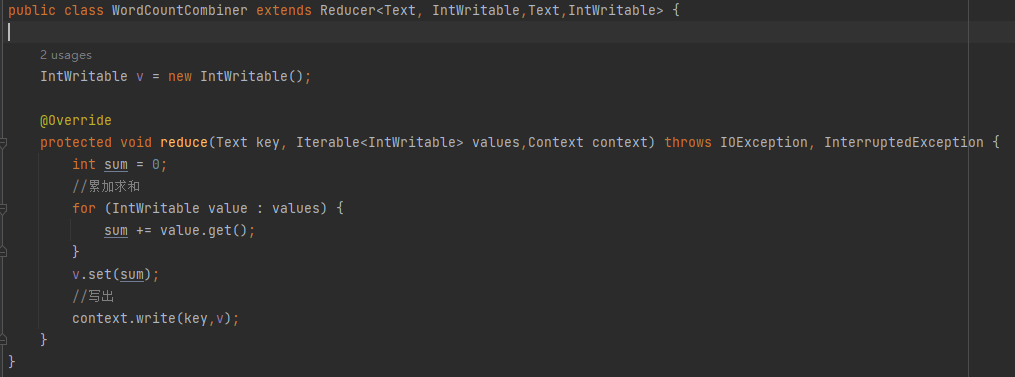 public class WordCountCombiner extends Reducer<Text, IntWritable,Text,IntWritable> {
2 usages
IntWritable v = new IntWritable();
@Override
protected void reduce(Text key, Iterable<IntWritable> values,Context context) throws IOException, InterruptedException {
int sum = 0;
//累加求和
for (IntWritable value : values) {
sum += value.get();
}
v.set(sum);
//写出
context.write(key,v);
}
}